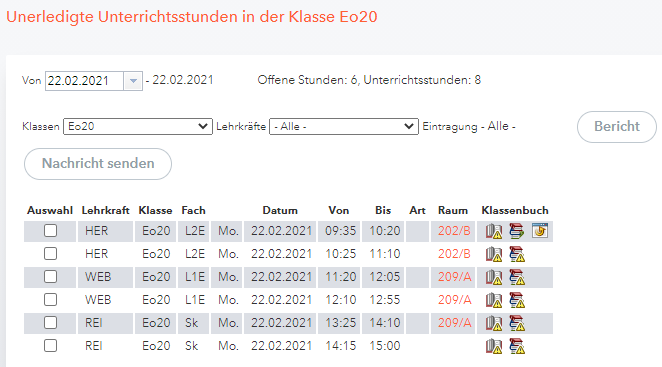 Unerledigte Unterrichtsstunden in der Klasse Eo20
Von 22.02.2021 - 22.02.2021 Offene Stunden: 6, Unterrichtsstunden: 8
Klassen Eo20 Lehrkräfte - Alle - Eintragung - Alle - Bericht
Nachricht senden
Auswahl Lehrkraft Klasse Fach Datum Von Bis Art Raum Klassenbuch
HER Eo20 L2E Mo. 22.02.2021 09:35 10:20 202/B
HER Eo20 L2E Mo. 22.02.2021 10:25 11:10 202/B
WEB Eo20 L1E Mo. 22.02.2021 11:20 12:05 209/A
WEB Eo20 L1E Mo. 22.02.2021 12:10 12:55 209/A
REI Eo20 Sk Mo. 22.02.2021 13:25 14:10 209/A
REI Eo20 Sk Mo. 22.02.2021 14:15 15:00